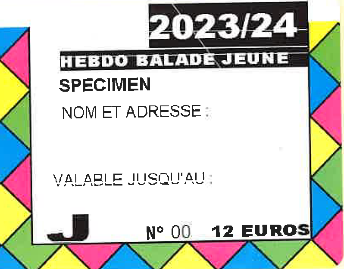 2023/24
HEBDO BALADE JEUNE
SPECIMEN
NOM ET ADRESSE :
VALABLE JUSQU'AU :
J N° 00 12 EUROS